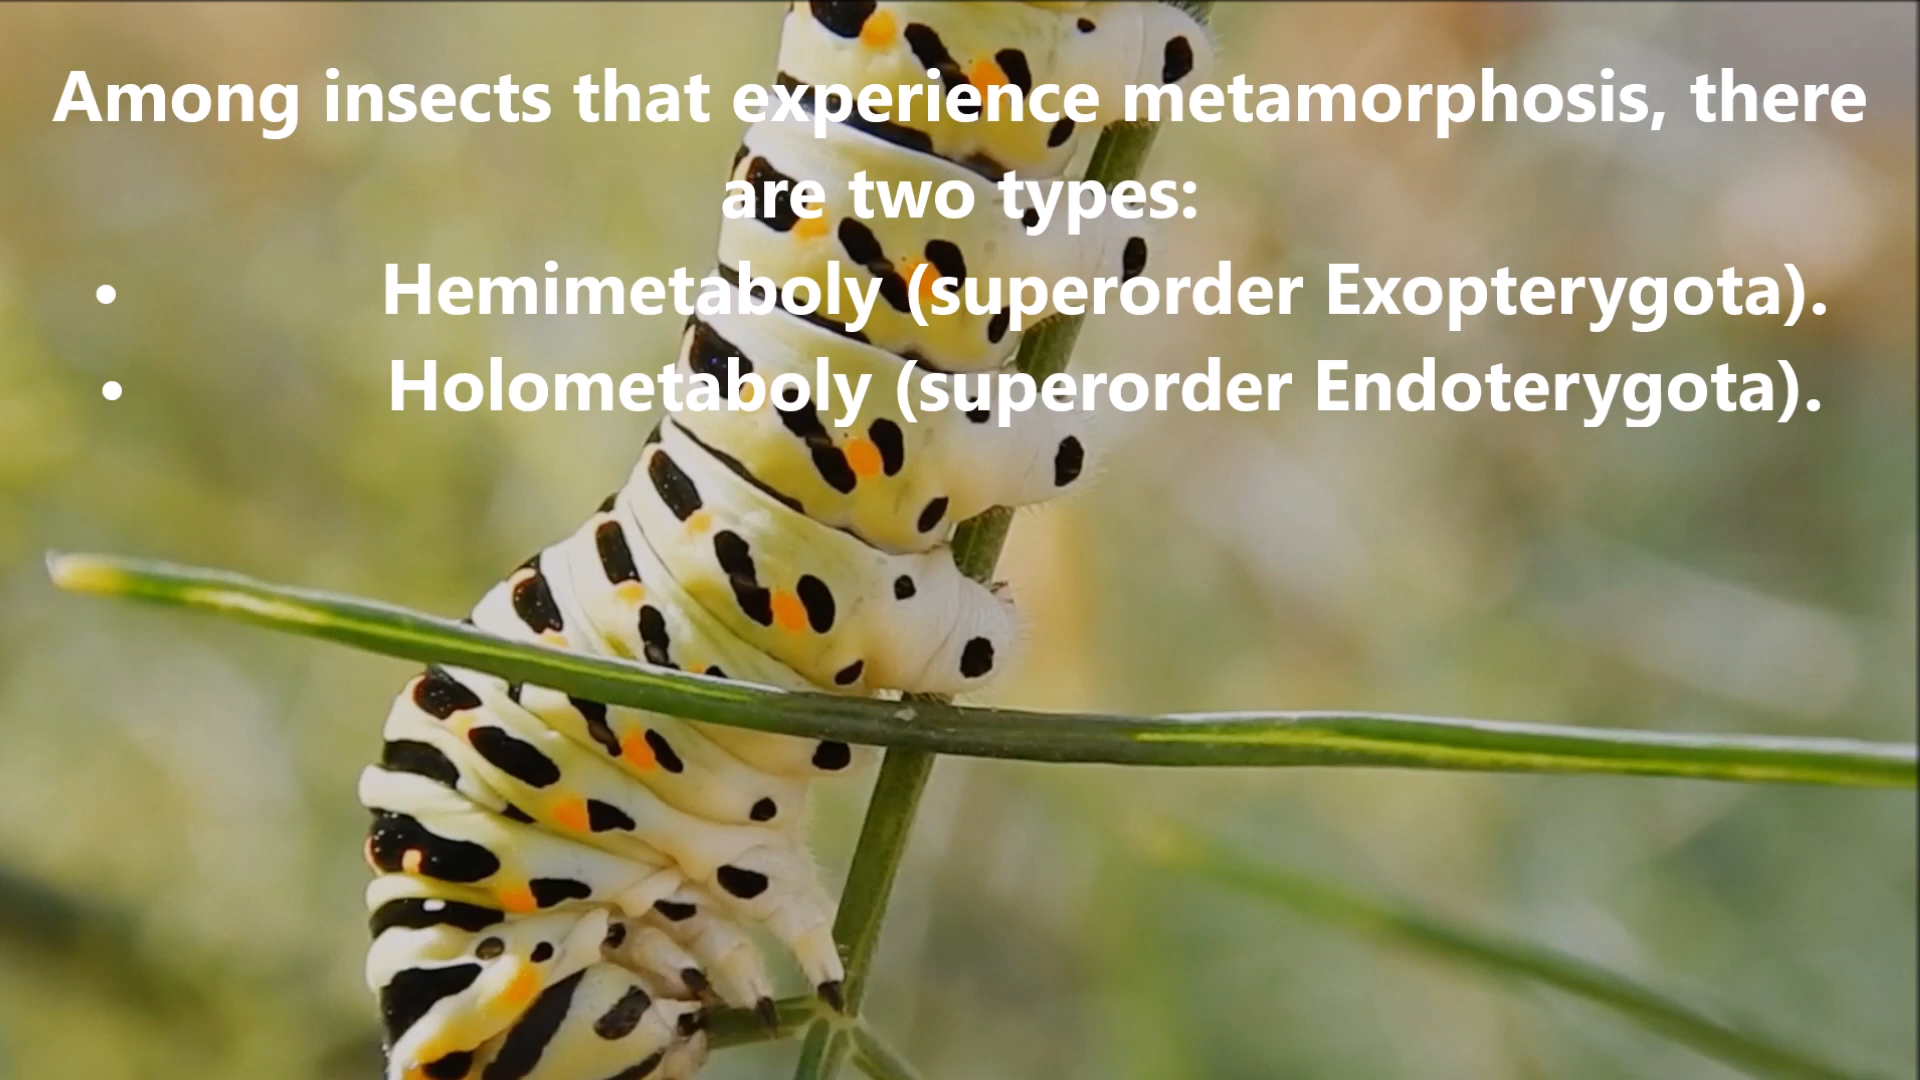 Among insects that experience metamorphosis, there
are two types:
• Hemimetaboly (superorder Exopterygota).
• Holometaboly (superorder Endoterygota).